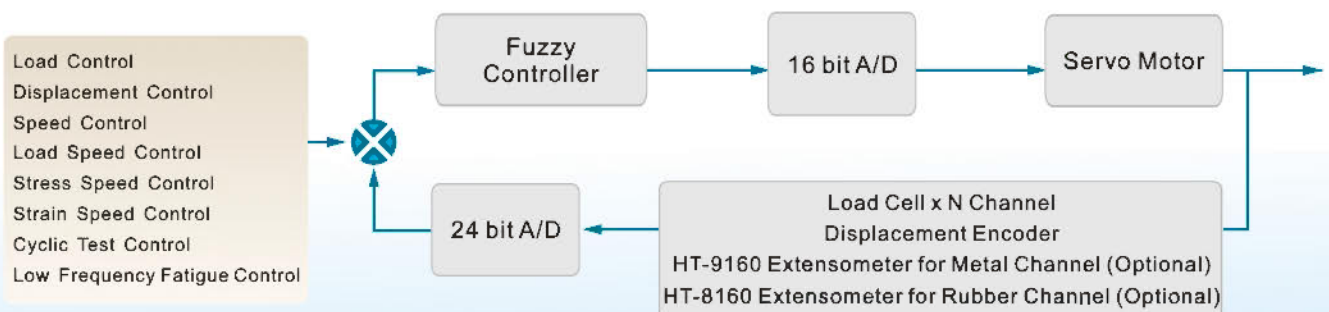 Load Control
Displacement Control
Speed Control
Load Speed Control
Stress Speed Control
Strain Speed Control
Cyclic Test Control
Low Frequency Fatigue Control
Fuzzy
Controller
16 bit A/D
Servo Motor
24 bit A/D
Load Cell x N Channel
Displacement Encoder
HT-9160 Extensometer for Metal Channel (Optional)
HT-8160 Extensometer for Rubber Channel (Optional)